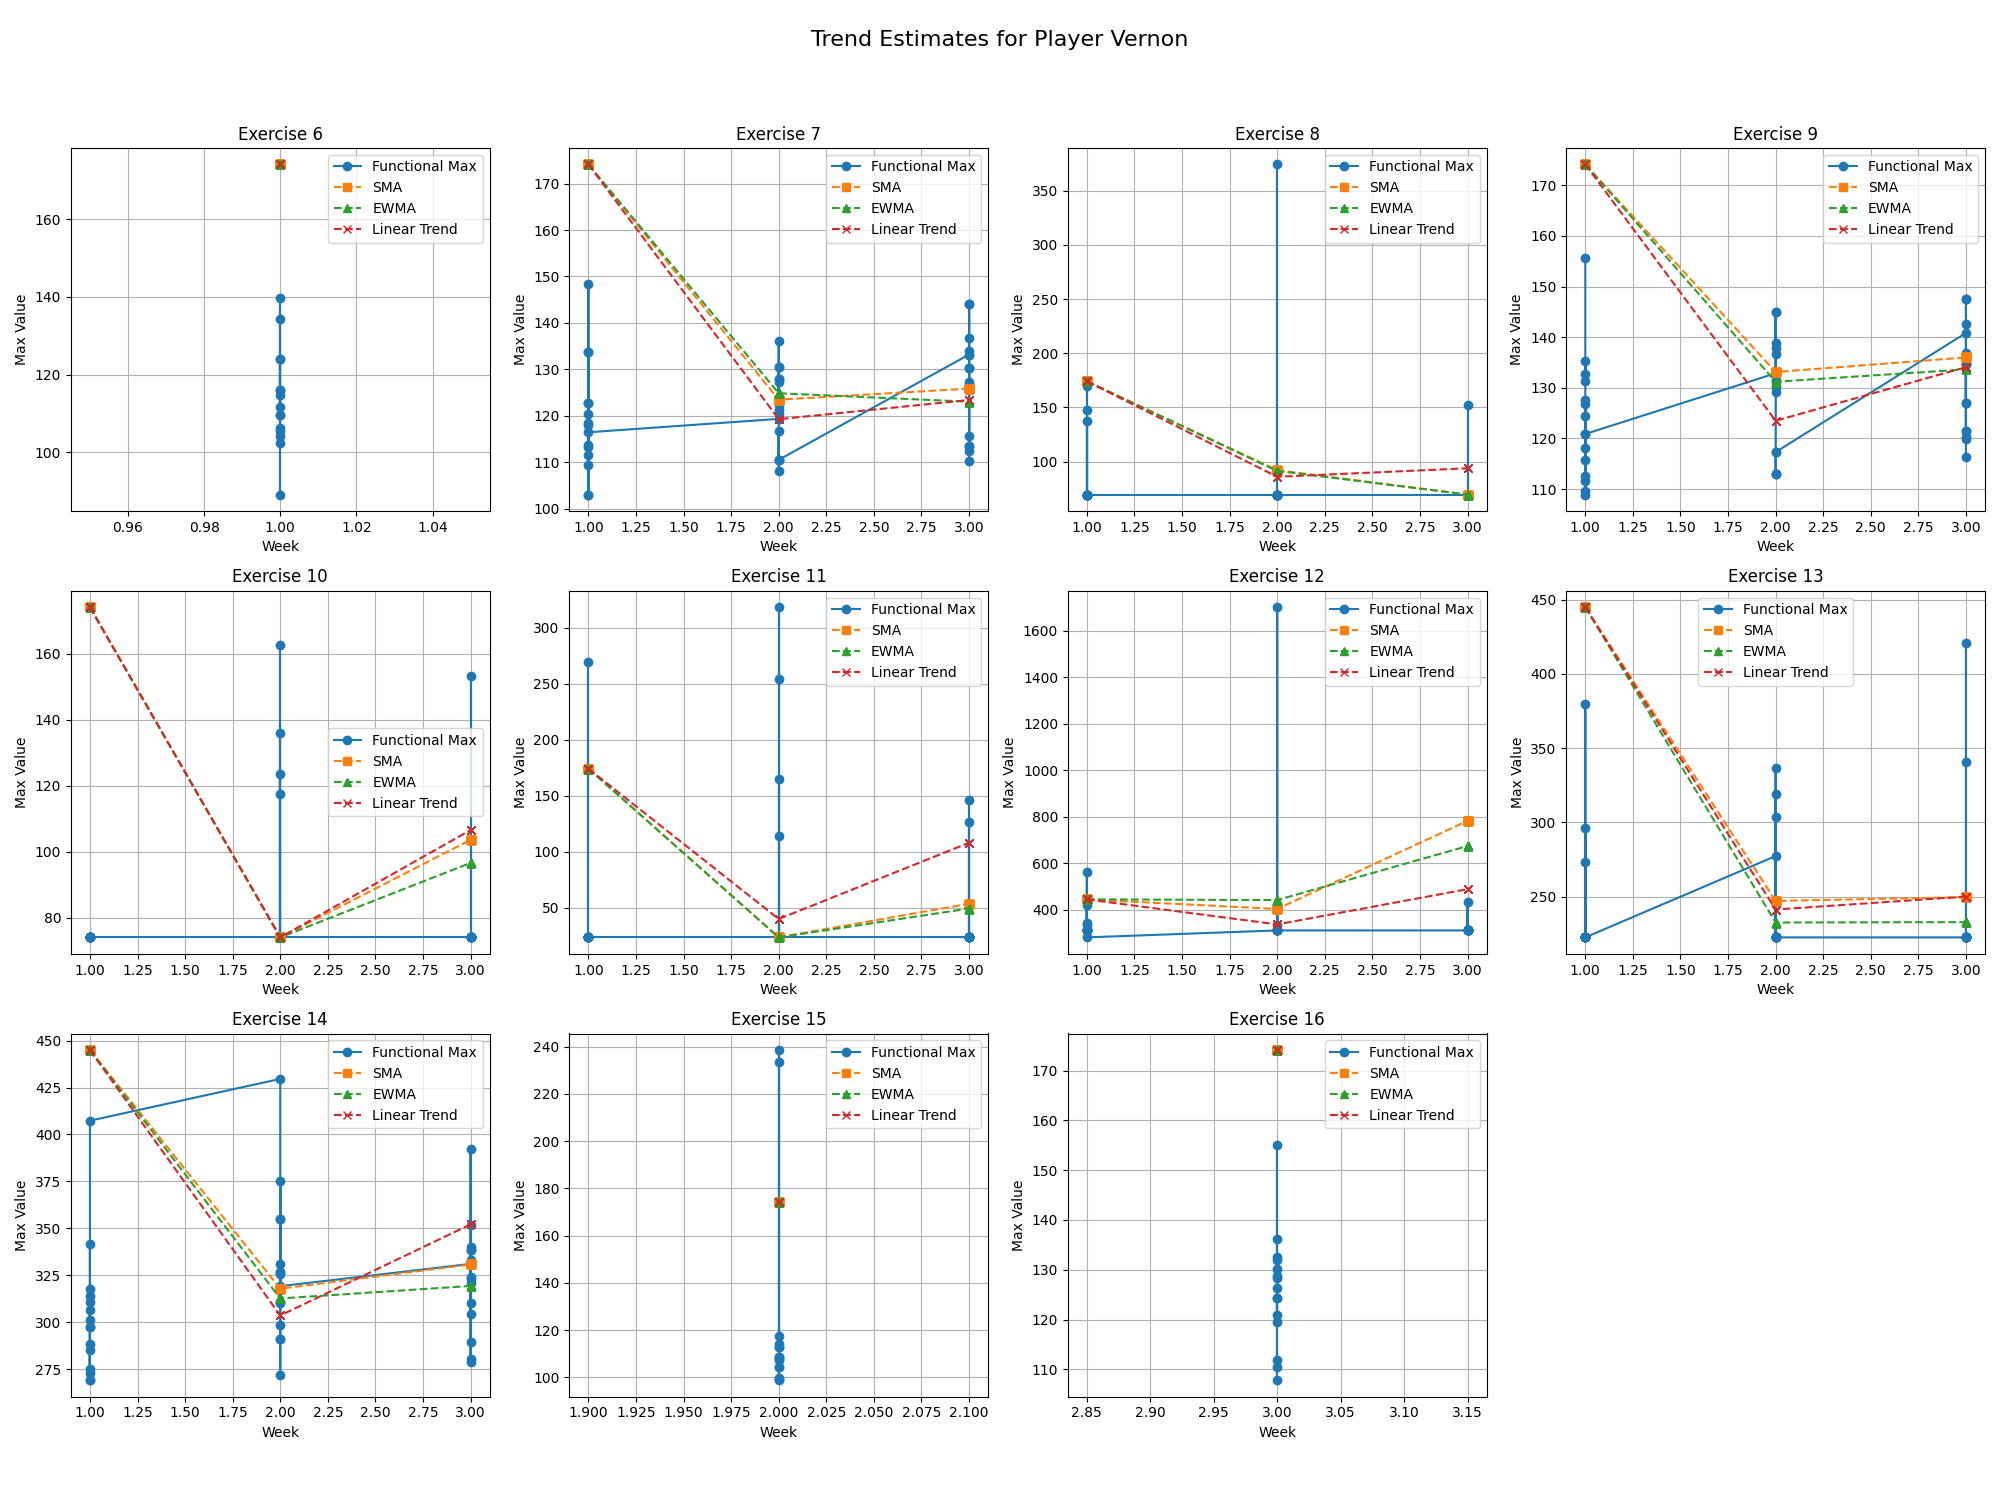 Trend Estimates for Player Vernon
Exercise 6
Max Value
160
140
120
100
Functional Max
SMA
EWMA
Linear Trend
0.96 0.98 1.00 1.02 1.04
Week
Exercise 7
Max Value
170
160
150
140
130
120
110
100
Functional Max
SMA
EWMA
Linear Trend
1.00 1.25 1.50 1.75 2.00 2.25 2.50 2.75 3.00
Week
Exercise 8
Max Value
350
300
250
200
150
100
Functional Max
SMA
EWMA
Linear Trend
1.00 1.25 1.50 1.75 2.00 2.25 2.50 2.75 3.00
Week
Exercise 9
Max Value
170
160
150
140
130
120
110
Functional Max
SMA
EWMA
Linear Trend
1.00 1.25 1.50 1.75 2.00 2.25 2.50 2.75 3.00
Week
Exercise 10
Max Value
160
140
120
100
80
Functional Max
SMA
EWMA
Linear Trend
1.00 1.25 1.50 1.75 2.00 2.25 2.50 2.75 3.00
Week
Exercise 11
Max Value
300
250
200
150
100
50
Functional Max
SMA
EWMA
Linear Trend
1.00 1.25 1.50 1.75 2.00 2.25 2.50 2.75 3.00
Week
Exercise 12
Max Value
1600
1400
1200
1000
800
600
400
Functional Max
SMA
EWMA
Linear Trend
1.00 1.25 1.50 1.75 2.00 2.25 2.50 2.75 3.00
Week
Exercise 13
Max Value
450
400
350
300
250
Functional Max
SMA
EWMA
Linear Trend
1.00 1.25 1.50 1.75 2.00 2.25 2.50 2.75 3.00
Week
Exercise 14
Max Value
450
425
400
375
350
325
300
275
Functional Max
SMA
EWMA
Linear Trend
1.00 1.25 1.50 1.75 2.00 2.25 2.50 2.75 3.00
Week
Exercise 15
Max Value
240
220
200
180
160
140
120
100
Functional Max
SMA
EWMA
Linear Trend
1.900 1.925 1.950 1.975 2.000 2.025 2.050 2.075 2.100
Week
Exercise 16
Max Value
170
160
150
140
130
120
110
Functional Max
SMA
EWMA
Linear Trend
2.85 2.90 2.95 3.00 3.05 3.10 3.15
Week